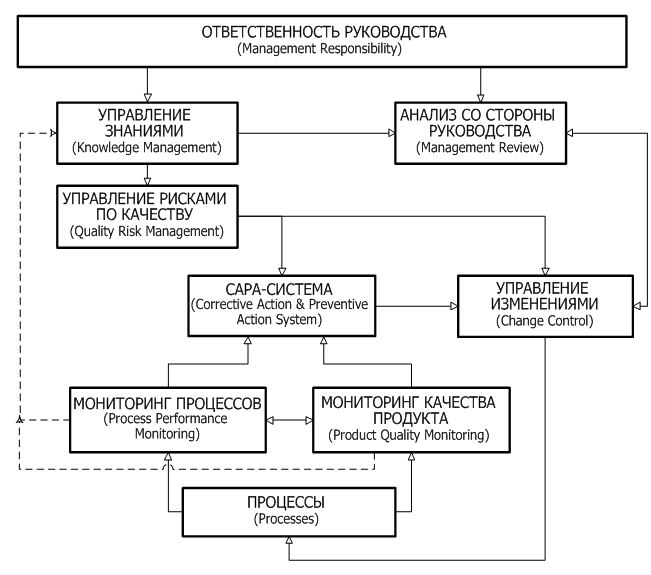 ОТВЕТСТВЕННОСТЬ РУКОВОДСТВА
(Management Responsibility)
УПРАВЛЕНИЕ
ЗНАНИЯМИ
(Knowledge Management)
АНАЛИЗ СО СТОРОНЫ
РУКОВОДСТВА
(Management Review)
УПРАВЛЕНИЕ РИСКАМИ
ПО КАЧЕСТВУ
(Quality Risk Management)
САРА-СИСТЕМА
(Corrective Action & Preventive
Action System)
УПРАВЛЕНИЕ
ИЗМЕНЕНИЯМИ
(Change Control)
МОНИТОРИНГ ПРОЦЕССОВ
(Process Performance
Monitoring)
МОНИТОРИНГ КАЧЕСТВА
ПРОДУКТА
(Product Quality Monitoring)
ПРОЦЕССЫ
(Processes)